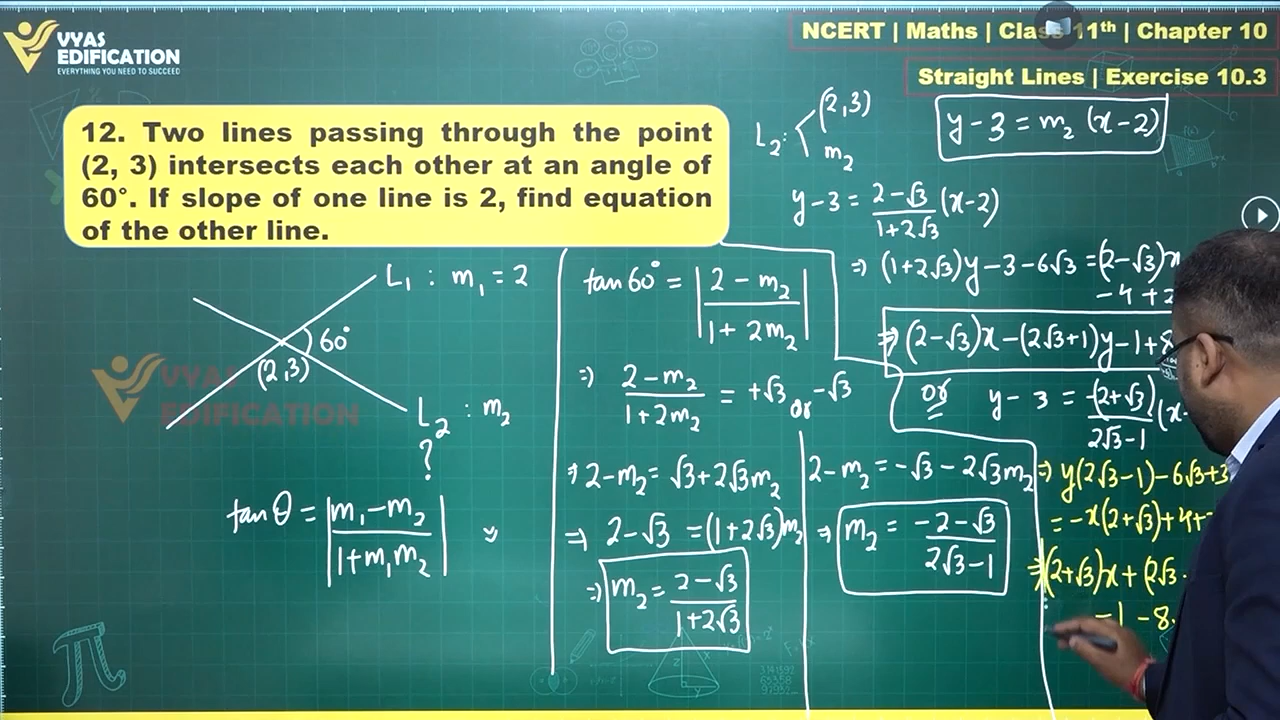 VYAS
EDIFICATION
EVERYTHING YOU NEED TO SUCCEED
NCERT | Maths | Class 11th | Chapter 10
Straight Lines | Exercise 10.3
12. Two lines passing through the point
(2, 3) intersects each other at an angle of
60°. If slope of one line is 2, find equation
of the other line.
L₁ : m₁ = 2
60°
(2,3)
L₂ : m₂
?
tan θ = |m₁-m₂ / 1+m₁m₂|
VYAS
EDIFICATION
tan 60° = |2 - m₂ / 1 + 2m₂|
⇒ 2-m₂ / 1+2m₂ = +√3 or -√3
⇒ 2-m₂ = √3+2√3m₂
⇒ 2-√3 = (1+2√3)m₂
⇒ m₂ = 2-√3 / 1+2√3
2-m₂ = -√3 - 2√3m₂
⇒ m₂ = -2-√3 / 2√3-1
L₂: (2,3)
m₂
y-3 = m₂ (x-2)
y-3 = 2-√3 / 1+2√3 (x-2)
⇒ (1+2√3)y - 3 - 6√3 = (2-√3)x
-4 + 2
⇒ (2-√3)x - (2√3+1)y - 1 + 8
or
y - 3 = -(2+√3) / 2√3-1 (x-
⇒ y(2√3-1) - 6√3 + 3
= -x(2+√3) + 4 +
⇒ (2+√3)x + (2√3
-1 - 8